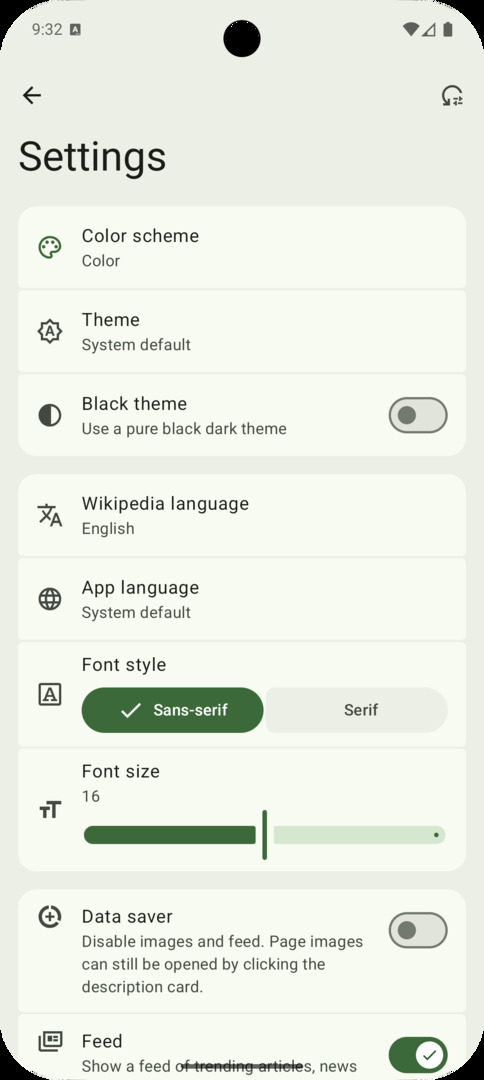 9:32
Settings
Color scheme
Color
Theme
System default
Black theme
Use a pure black dark theme
Wikipedia language
English
App language
System default
Font style
Sans-serif
Serif
Font size
16
Data saver
Disable images and feed. Page images
can still be opened by clicking the
description card.
Feed
Show a feed of trending articles, news